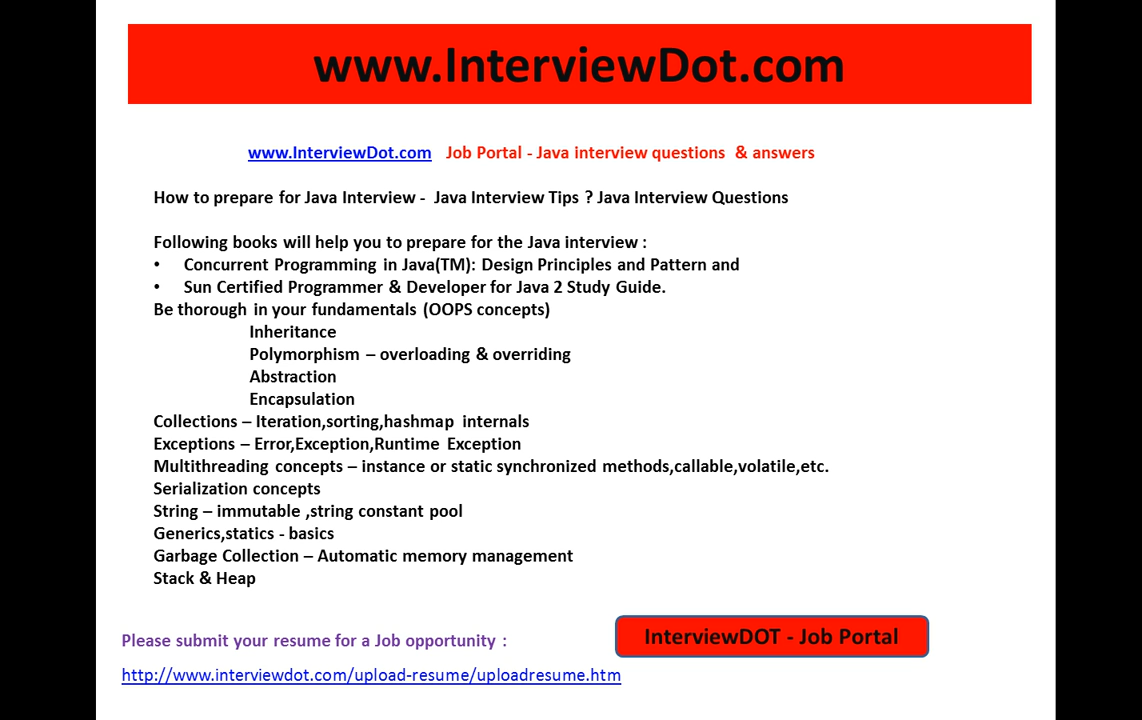 www.InterviewDot.com
www.InterviewDot.com Job Portal - Java interview questions & answers
How to prepare for Java Interview - Java Interview Tips ? Java Interview Questions
Following books will help you to prepare for the Java interview :
• Concurrent Programming in Java(TM): Design Principles and Pattern and
• Sun Certified Programmer & Developer for Java 2 Study Guide.
Be thorough in your fundamentals (OOPS concepts)
Inheritance
Polymorphism – overloading & overriding
Abstraction
Encapsulation
Collections – Iteration,sorting,hashmap internals
Exceptions – Error,Exception,Runtime Exception
Multithreading concepts – instance or static synchronized methods,callable,volatile,etc.
Serialization concepts
String – immutable ,string constant pool
Generics,statics - basics
Garbage Collection – Automatic memory management
Stack & Heap
Please submit your resume for a Job opportunity :
InterviewDOT - Job Portal
http://www.interviewdot.com/upload-resume/uploadresume.htm